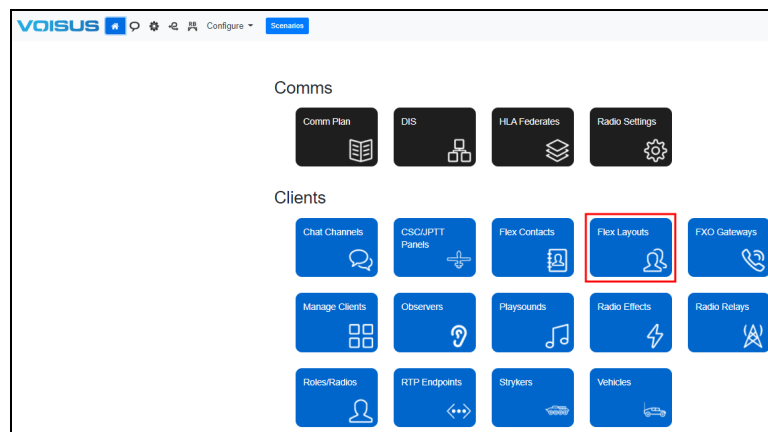 VOISUS RB Configure Scenarios
Comms
Comm Plan DIS HLA Federates Radio Settings
Clients
Chat Channels CSC/JPTT Flex Contacts Flex Layouts FXO Gateways
Panels
Manage Clients Observers Playsounds Radio Effects Radio Relays
Roles/Radios RTP Endpoints Strykers Vehicles